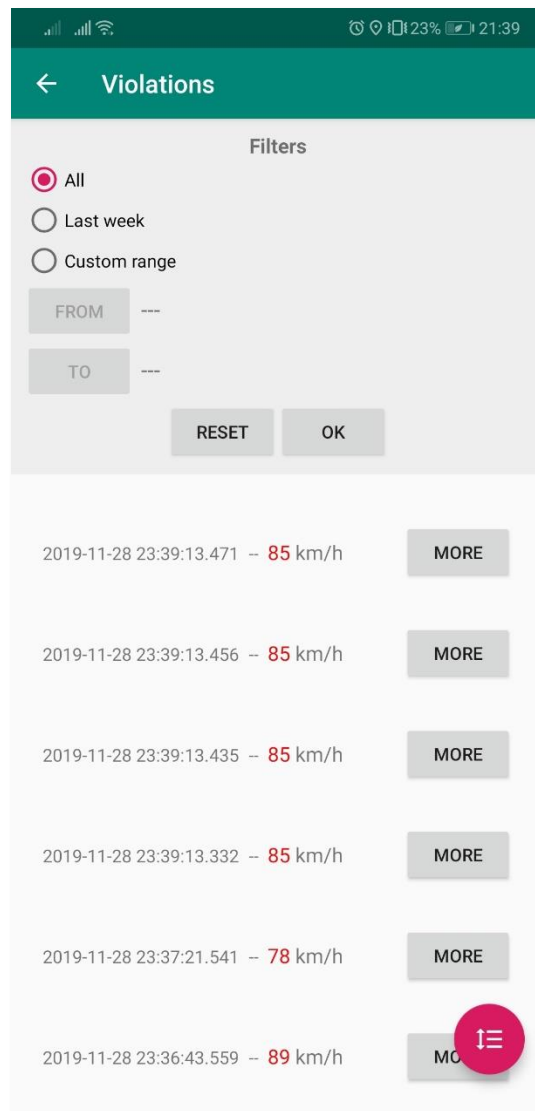 23% 21:39
Violations
Filters
All
Last week
Custom range
FROM ---
TO ---
RESET OK
2019-11-28 23:39:13.471 -- 85 km/h MORE
2019-11-28 23:39:13.456 -- 85 km/h MORE
2019-11-28 23:39:13.435 -- 85 km/h MORE
2019-11-28 23:39:13.332 -- 85 km/h MORE
2019-11-28 23:37:21.541 -- 78 km/h MORE
2019-11-28 23:36:43.559 -- 89 km/h